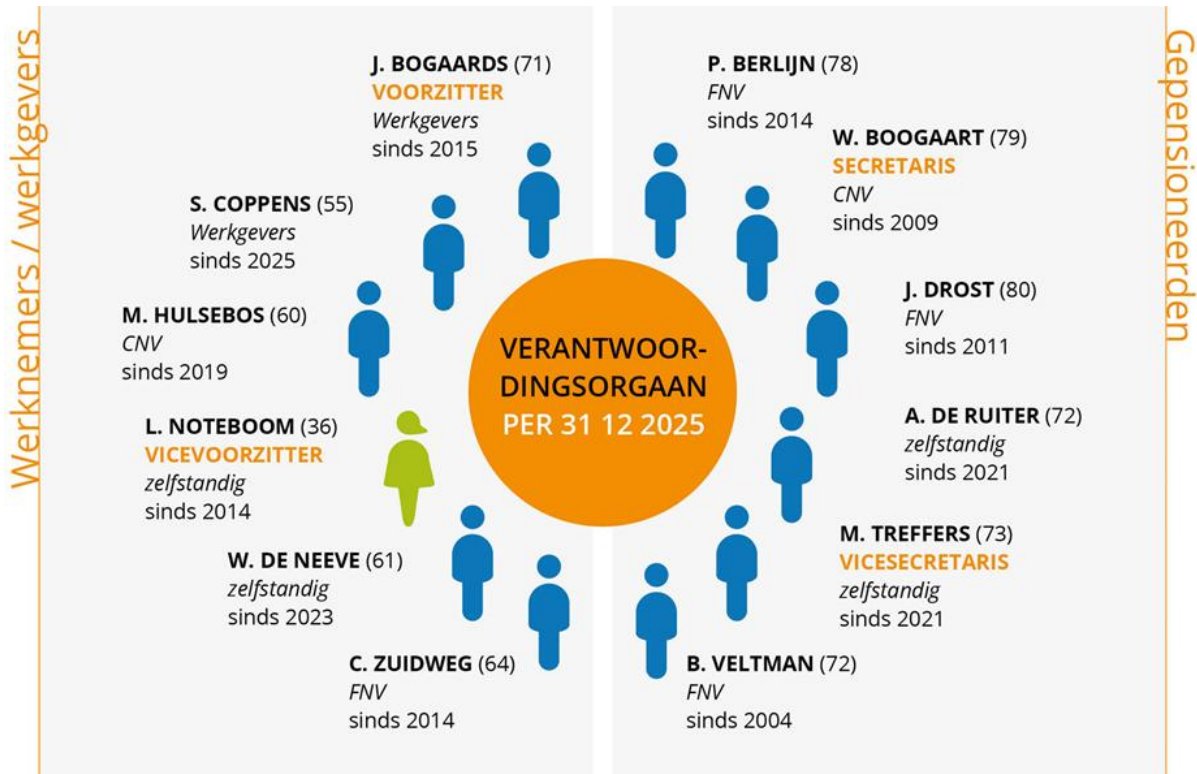 Werknemers / werkgevers
J. BOGAARDS (71)
VOORZITTER
Werkgevers
sinds 2015
S. COPPENS (55)
Werkgevers
sinds 2025
M. HULSEBOS (60)
CNV
sinds 2019
L. NOTEBOOM (36)
VICEVOORZITTER
zelfstandig
sinds 2014
W. DE NEEVE (61)
zelfstandig
sinds 2023
C. ZUIDWEG (64)
FNV
sinds 2014
VERANTWOOR-
DINGSORGAAN
PER 31 12 2025
P. BERLIJN (78)
FNV
sinds 2014
W. BOOGAART (79)
SECRETARIS
CNV
sinds 2009
J. DROST (80)
FNV
sinds 2011
A. DE RUITER (72)
zelfstandig
sinds 2021
M. TREFFERS (73)
VICESECRETARIS
zelfstandig
sinds 2021
B. VELTMAN (72)
FNV
sinds 2004
Gepensioneerden